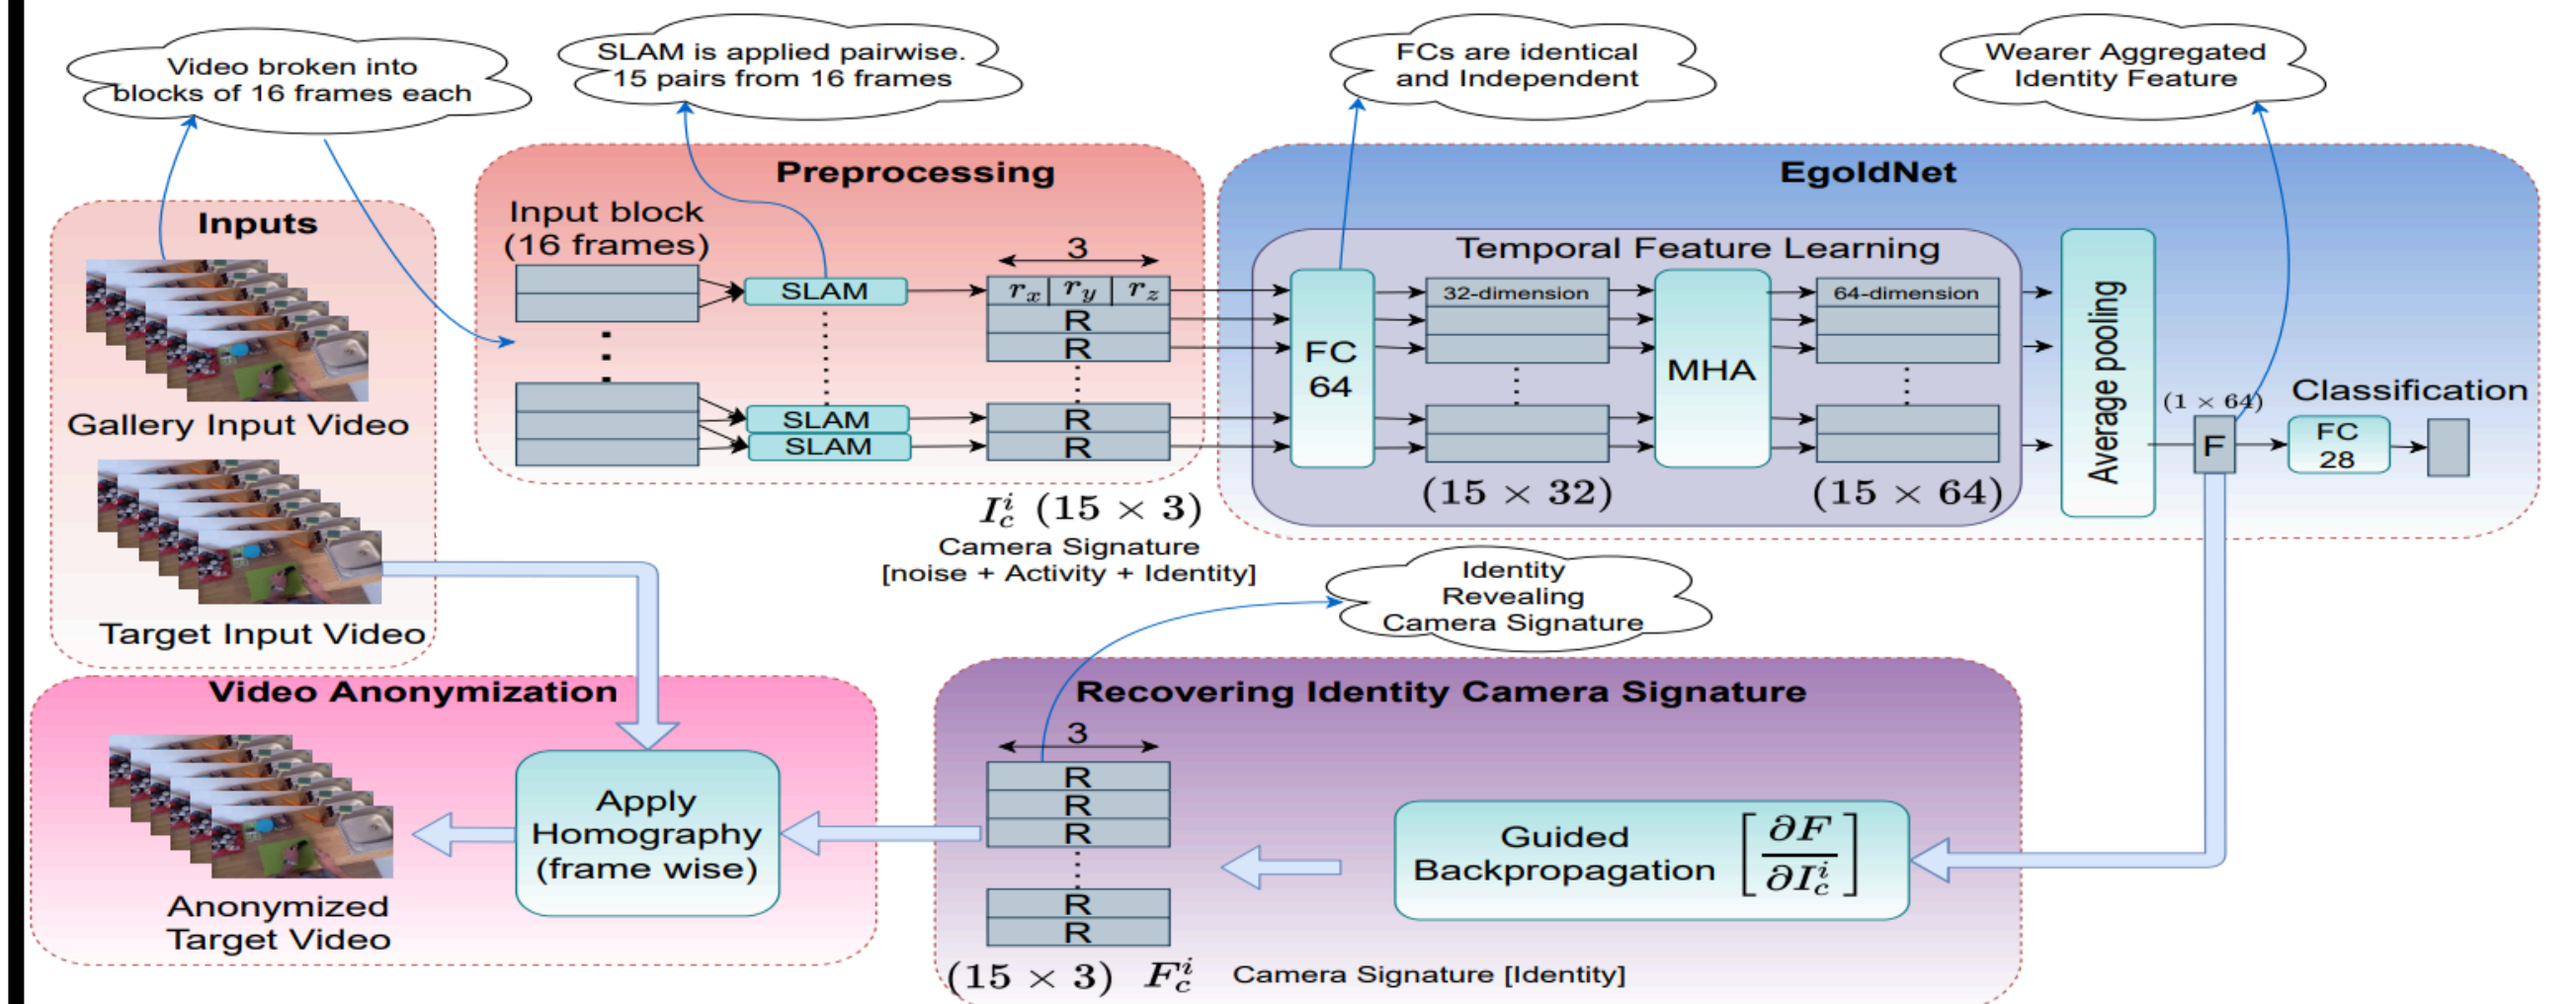 Video broken into
blocks of 16 frames each
SLAM is applied pairwise.
15 pairs from 16 frames
FCs are identical
and Independent
Wearer Aggregated
Identity Feature
Inputs
Gallery Input Video
Target Input Video
Preprocessing
Input block
(16 frames)
SLAM
SLAM
SLAM
3
r_x | r_y | r_z
R
R
R
R
I_c^i (15 × 3)
Camera Signature
[noise + Activity + Identity]
EgoIdNet
Temporal Feature Learning
FC
64
32-dimension
(15 × 32)
MHA
64-dimension
(15 × 64)
Average pooling
(1 × 64)
F
Classification
FC
28
Identity
Revealing
Camera Signature
Video Anonymization
Apply
Homography
(frame wise)
Anonymized
Target Video
Recovering Identity Camera Signature
3
R
R
R
R
R
(15 × 3) F_c^i Camera Signature [Identity]
Guided
Backpropagation [∂F / ∂I_c^i]